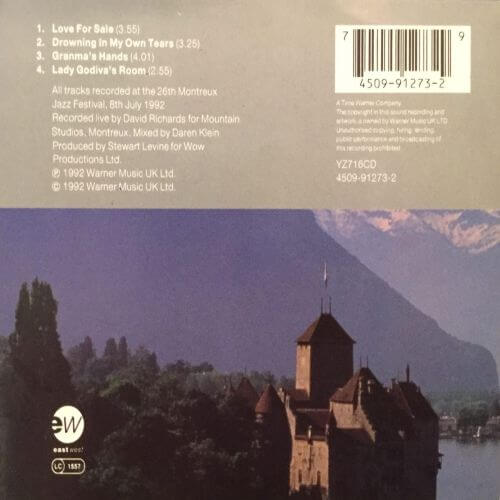 1. Love For Sale (3.55)
2. Drowning In My Own Tears (3.25)
3. Granma's Hands (4.01)
4. Lady Godiva's Room (2.55)
All tracks recorded at the 26th Montreux
Jazz Festival, 8th July 1992
Recorded live by David Richards for Mountain
Studios, Montreux. Mixed by Daren Klein
Produced by Stewart Levine for Wow
Productions Ltd.
℗ 1992 Warner Music UK Ltd.
© 1992 Warner Music UK Ltd.
7 9
4509-91273-2
A Time Warner Company.
The copyright in this sound recording and
artwork is owned by Warner Music UK LTD.
Unauthorised copying, hiring, lending,
public performance and broadcasting of
this recording prohibited.
YZ716CD
4509-91273-2
ew
east west
LC 1557